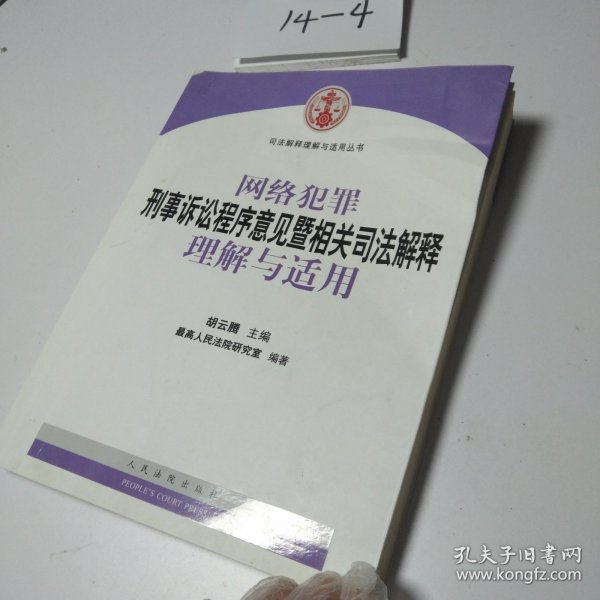 14-4
司法解释理解与适用丛书
网络犯罪
刑事诉讼程序意见暨相关司法解释
理解与适用
胡云腾 主编
最高人民法院研究室 编著
人民法院出版社
PEOPLE'S COURT PRESS
孔夫子旧书网
www.kongfz.com